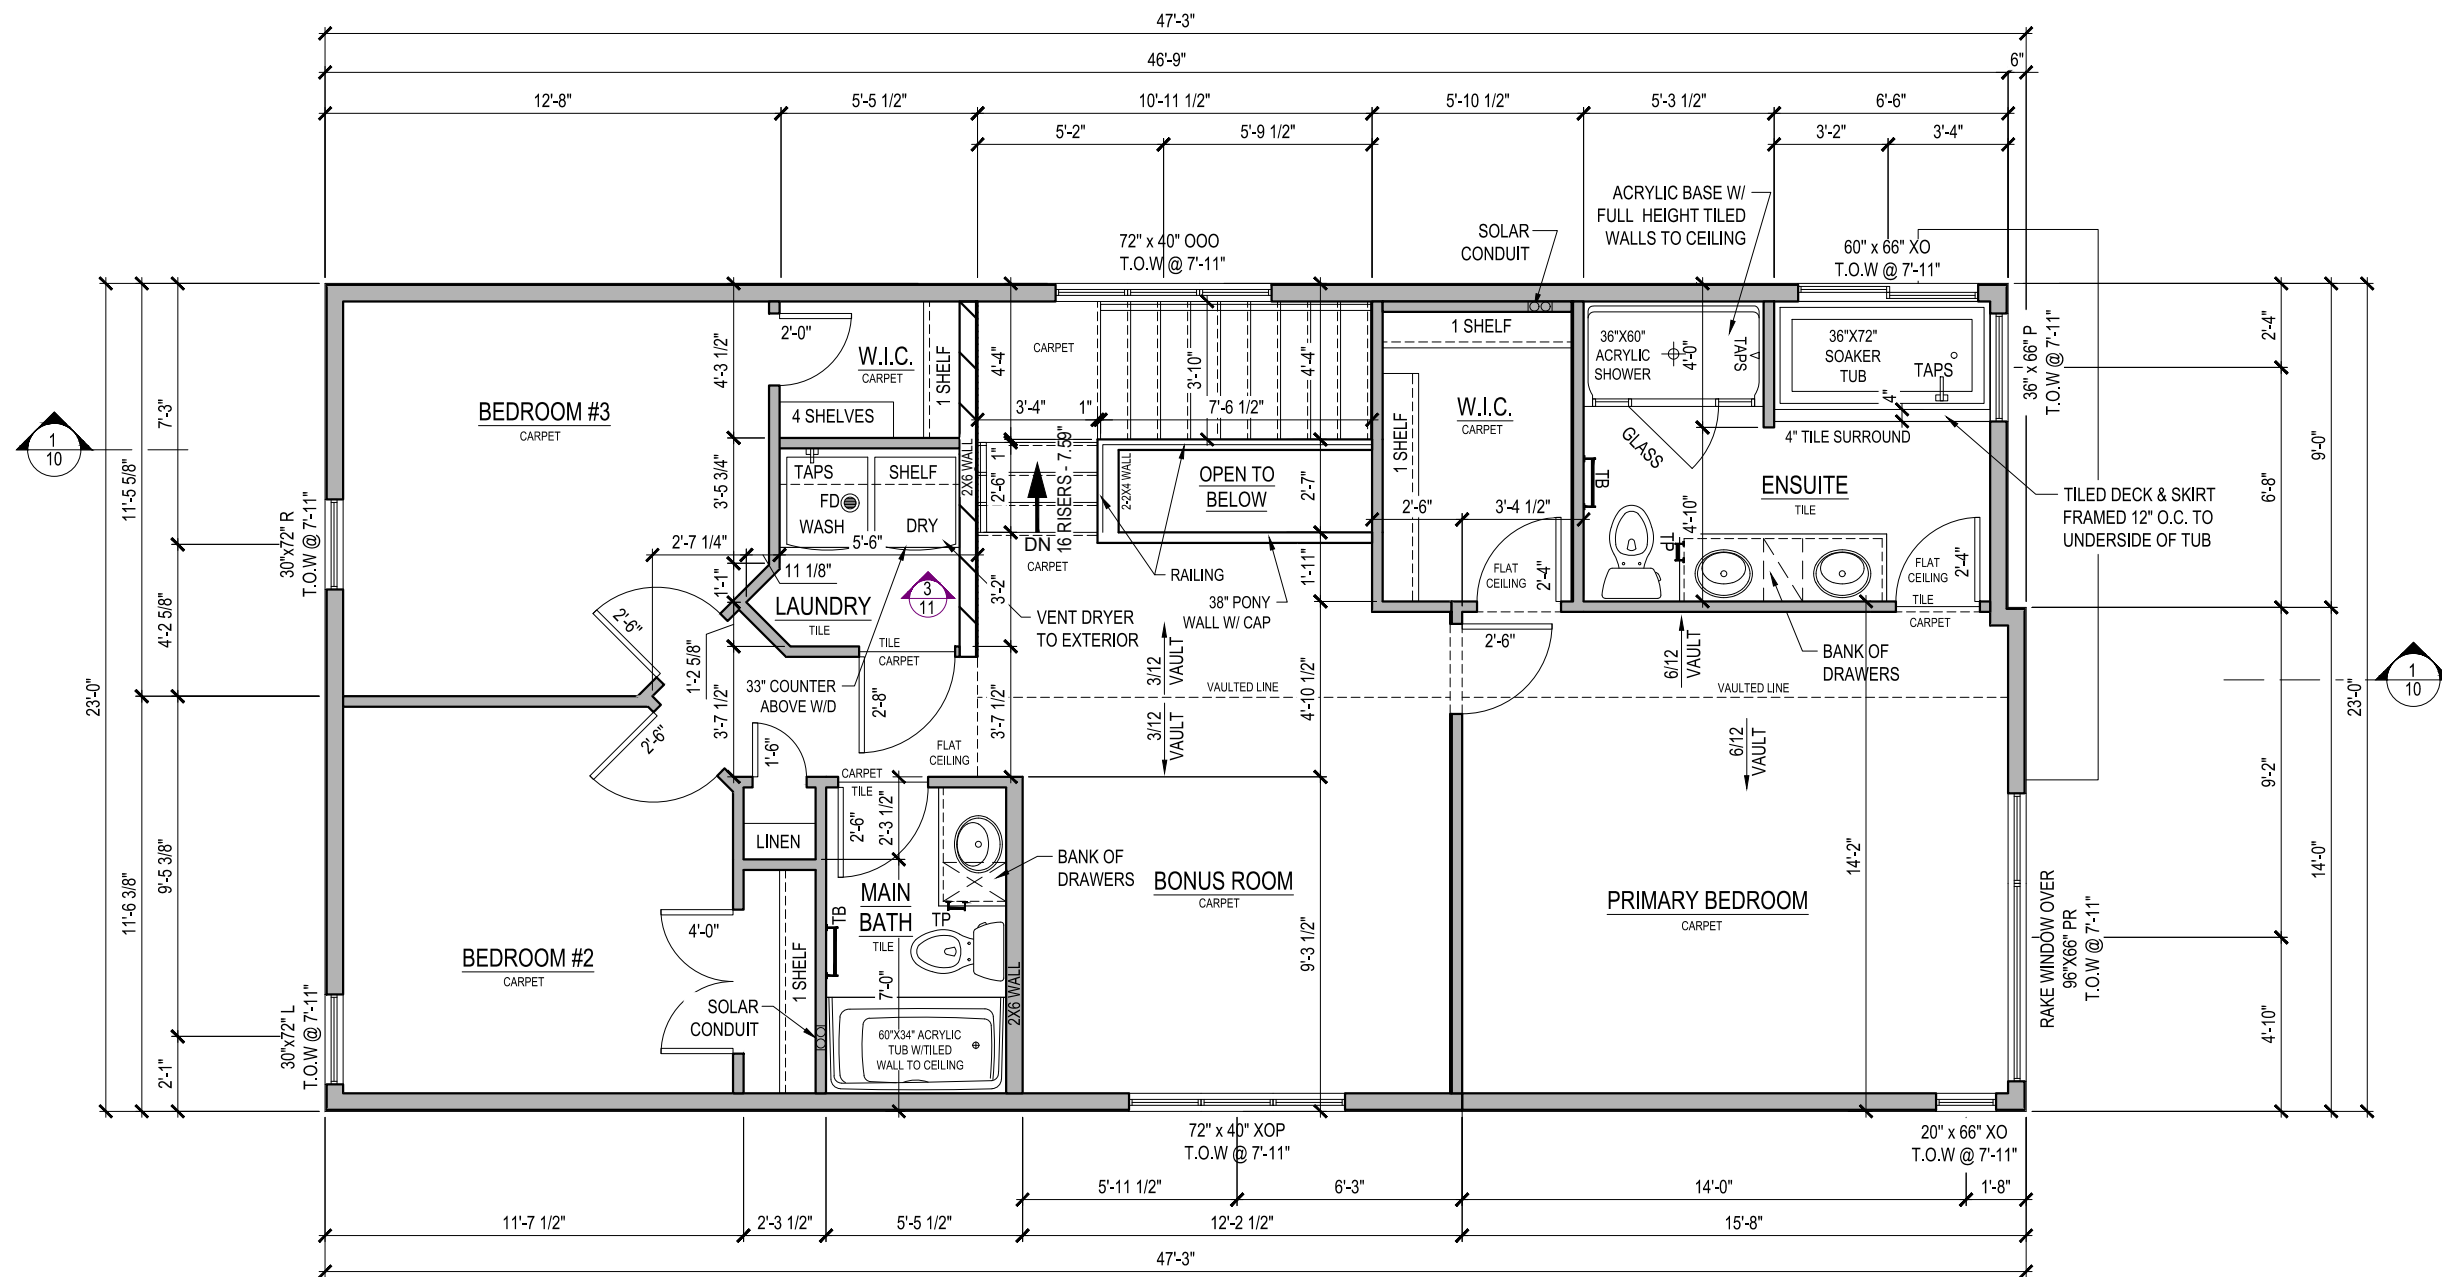 47'-3"
46'-9"
6"
12'-8"
5'-5 1/2"
10'-11 1/2"
5'-10 1/2"
5'-3 1/2"
6'-6"
5'-2"
5'-9 1/2"
3'-2"
3'-4"
ACRYLIC BASE W/
FULL HEIGHT TILED
WALLS TO CEILING
SOLAR
CONDUIT
72" x 40" OOO
T.O.W @ 7'-11"
60" x 66" XO
T.O.W @ 7'-11"
36" x 66" P
T.O.W @ 7'-11"
2'-4"
9'-0"
6'-8"
23'-0"
9'-2"
14'-0"
4'-10"
23'-0"
11'-5 5/8"
7'-3"
4'-2 5/8"
11'-6 3/8"
9'-5 3/8"
2'-1"
1
10
30"x72" R
T.O.W @ 7'-11"
30"x72" L
T.O.W @ 7'-11"
BEDROOM #3
CARPET
4'-3 1/2"
2'-0"
W.I.C.
CARPET
1 SHELF
4 SHELVES
3'-5 3/4"
TAPS
SHELF
FD
WASH
DRY
5'-6"
2X6 WALL
2'-7 1/4"
11 1/8"
1'-1"
LAUNDRY
TILE
3
11
TILE
CARPET
1'-2 5/8"
3'-7 1/2"
2'-6"
2'-6"
33" COUNTER
ABOVE W/D
2'-8"
1'-6"
FLAT
CEILING
3'-7 1/2"
CARPET
4'-4"
3'-10"
4'-4"
3'-4"
1"
7'-6 1/2"
1"
2'-6"
16 RISERS - 7.59"
DN
CARPET
2-2X4 WALL
OPEN TO
BELOW
2'-7"
3'-2"
1'-11"
RAILING
38" PONY
WALL W/ CAP
VENT DRYER
TO EXTERIOR
3/12
VAULT
3/12
VAULT
VAULTED LINE
4'-10 1/2"
1 SHELF
1 SHELF
W.I.C.
CARPET
2'-6"
3'-4 1/2"
FLAT
CEILING
2'-4"
2'-6"
36"X60"
ACRYLIC
SHOWER
4'-0"
TAPS
GLASS
36"X72"
SOAKER
TUB
TAPS
4"
4" TILE SURROUND
TB
TP
4'-10"
ENSUITE
TILE
FLAT
CEILING
2'-4"
TILE
CARPET
TILED DECK & SKIRT
FRAMED 12" O.C. TO
UNDERSIDE OF TUB
6/12
VAULT
BANK OF
DRAWERS
VAULTED LINE
6/12
VAULT
1
10
CARPET
TILE
2'-6"
2'-3 1/2"
LINEN
BANK OF
DRAWERS
MAIN
BATH
TILE
TB
TP
7'-0"
2X6 WALL
60"X34" ACRYLIC
TUB W/TILED
WALL TO CEILING
BEDROOM #2
CARPET
4'-0"
1 SHELF
SOLAR
CONDUIT
BONUS ROOM
CARPET
9'-3 1/2"
PRIMARY BEDROOM
CARPET
14'-2"
RAKE WINDOW OVER
96"X66" PR
T.O.W @ 7'-11"
72" x 40" XOP
T.O.W @ 7'-11"
20" x 66" XO
T.O.W @ 7'-11"
5'-11 1/2"
6'-3"
14'-0"
1'-8"
11'-7 1/2"
2'-3 1/2"
5'-5 1/2"
12'-2 1/2"
15'-8"
47'-3"